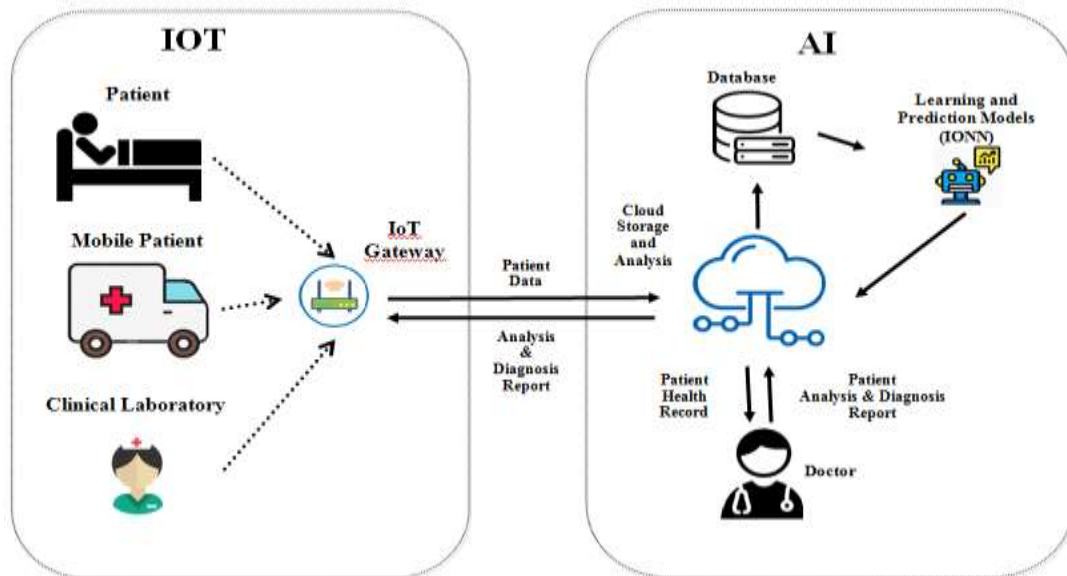 IOT
Patient
Mobile Patient
IoT
Gateway
Clinical Laboratory
Patient
Data
Analysis
&
Diagnosis
Report
AI
Database
Learning and
Prediction Models
(IONN)
Cloud
Storage
and
Analysis
Patient
Health
Record
Patient
Analysis & Diagnosis
Report
Doctor